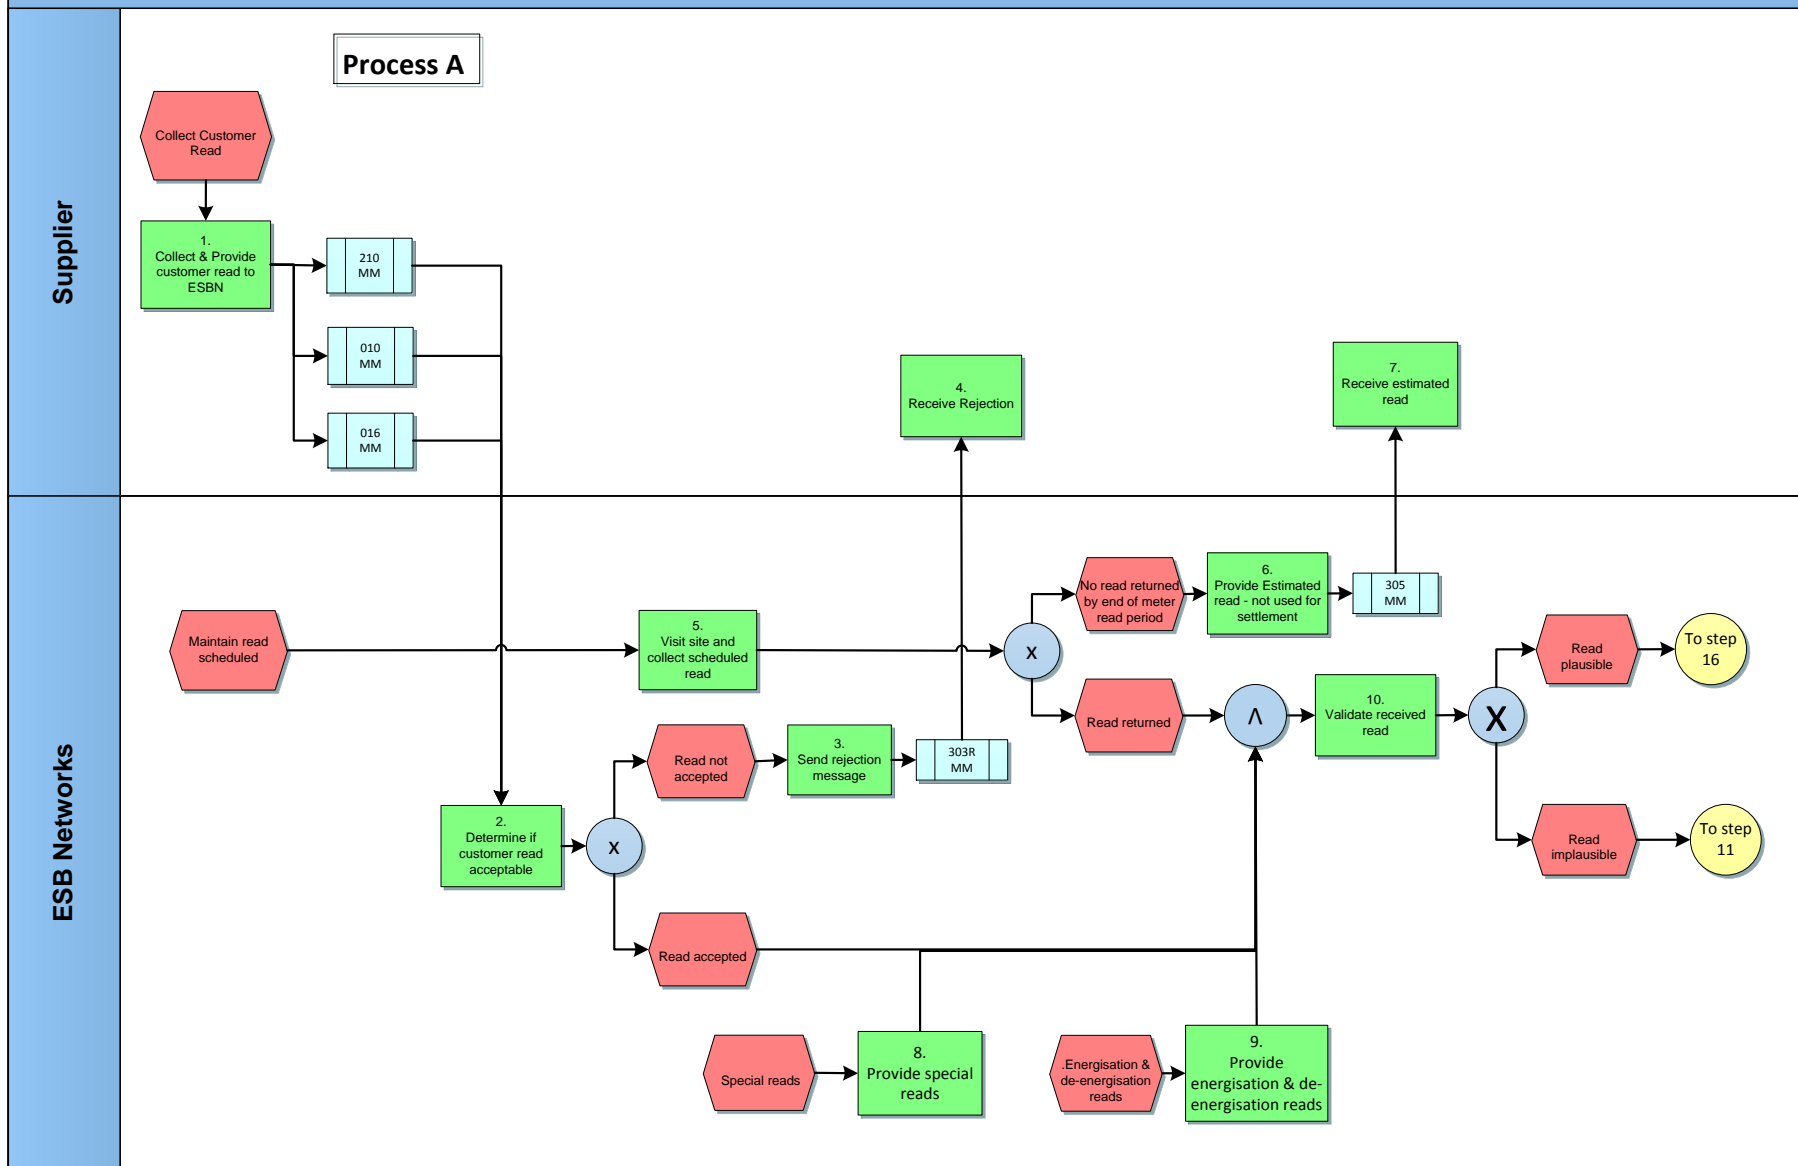 Process A
Supplier
Collect Customer
Read
1.
Collect & Provide
customer read to
ESBN
210
MM
010
MM
016
MM
4.
Receive Rejection
7.
Receive estimated
read
ESB Networks
Maintain read
scheduled
5.
Visit site and
collect scheduled
read
X
No read returned
by end of meter
read period
6.
Provide Estimated
read - not used for
settlement
305
MM
Read returned
Λ
10.
Validate received
read
X
Read
plausible
To step
16
Read
implausible
To step
11
2.
Determine if
customer read
acceptable
X
Read not
accepted
3.
Send rejection
message
303R
MM
Read accepted
Special reads
8.
Provide special
reads
.Energisation &
de-energisation
reads
9.
Provide
energisation & de-
energisation reads